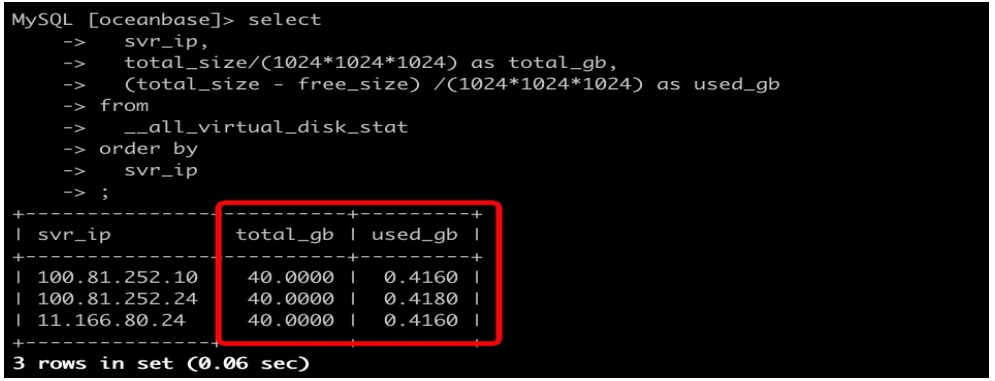 MySQL [oceanbase]> select
    ->   svr_ip,
    ->   total_size/(1024*1024*1024) as total_gb,
    ->   (total_size - free_size) /(1024*1024*1024) as used_gb
    -> from
    ->   __all_virtual_disk_stat
    -> order by
    ->   svr_ip
    -> ;
+----------------+----------+---------+
| svr_ip         | total_gb | used_gb |
+----------------+----------+---------+
| 100.81.252.10  |  40.0000 |  0.4160 |
| 100.81.252.24  |  40.0000 |  0.4180 |
| 11.166.80.24   |  40.0000 |  0.4160 |
+----------------+----------+---------+
3 rows in set (0.06 sec)